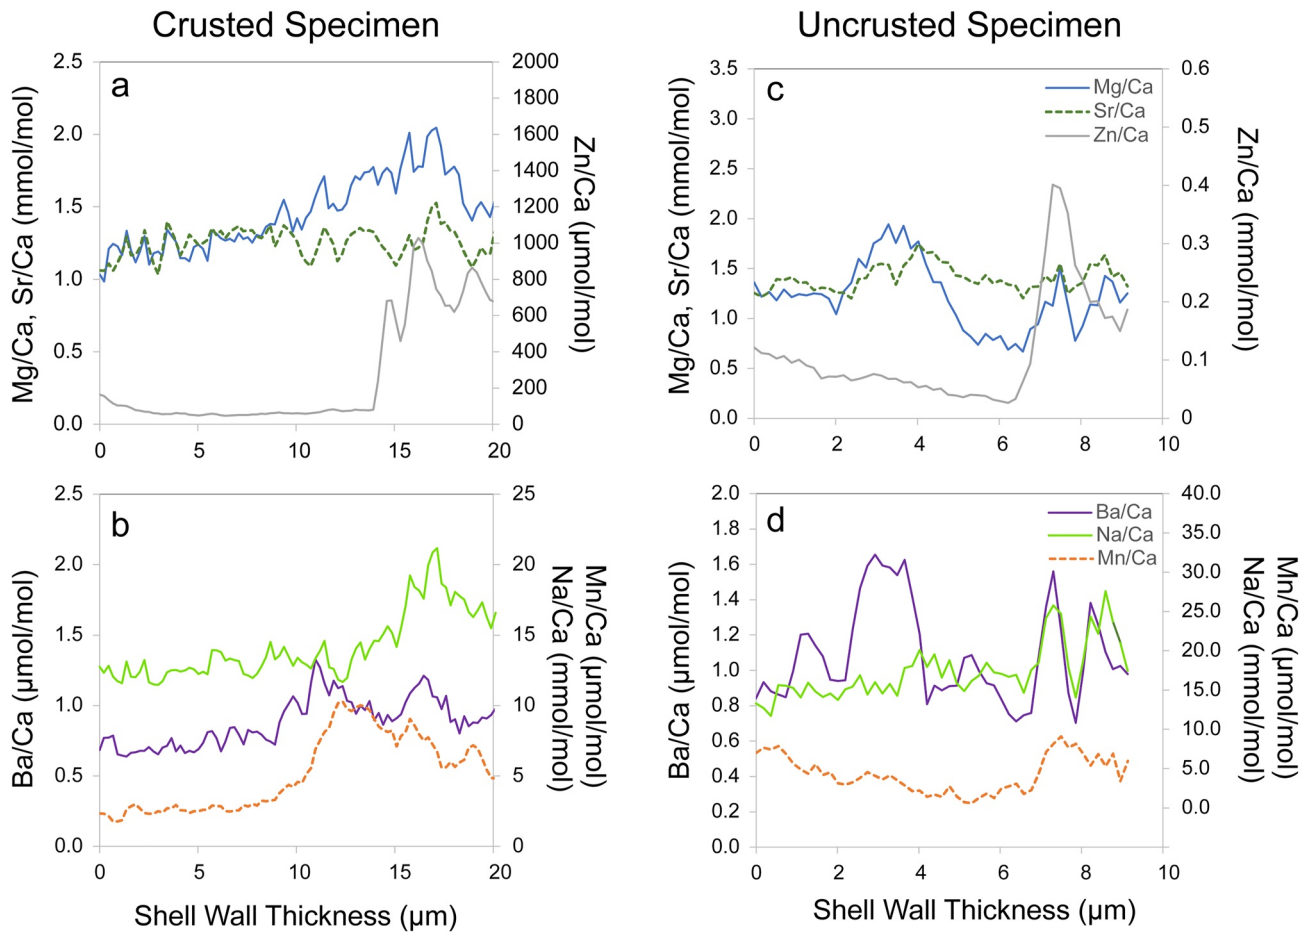 Crusted Specimen
Uncrusted Specimen
a
2.5
2.0
1.5
1.0
0.5
0.0
Mg/Ca, Sr/Ca (mmol/mol)
2000
1800
1600
1400
1200
1000
800
600
400
200
0
Zn/Ca (μmol/mol)
0 5 10 15 20
c
Mg/Ca
Sr/Ca
Zn/Ca
3.5
3.0
2.5
2.0
1.5
1.0
0.5
0.0
Mg/Ca, Sr/Ca (mmol/mol)
0.6
0.5
0.4
0.3
0.2
0.1
0
Zn/Ca (mmol/mol)
0 2 4 6 8 10
b
2.5
2.0
1.5
1.0
0.5
0.0
Ba/Ca (μmol/mol)
25
20
15
10
5
0
Mn/Ca (μmol/mol)
Na/Ca (mmol/mol)
0 5 10 15 20
Shell Wall Thickness (μm)
d
Ba/Ca
Na/Ca
Mn/Ca
2.0
1.8
1.6
1.4
1.2
1.0
0.8
0.6
0.4
0.2
0.0
Ba/Ca (μmol/mol)
40.0
35.0
30.0
25.0
20.0
15.0
10.0
5.0
0.0
Mn/Ca (μmol/mol)
Na/Ca (mmol/mol)
0 2 4 6 8 10
Shell Wall Thickness (μm)